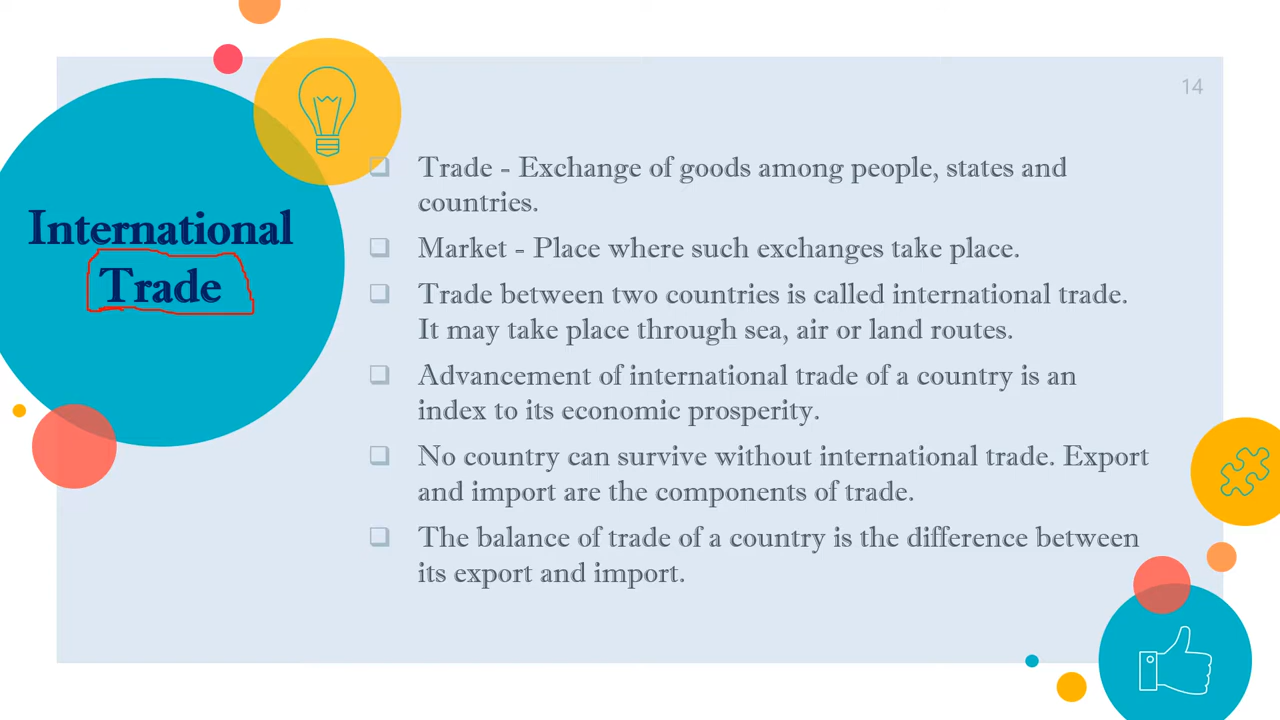 14
International
Trade
Trade - Exchange of goods among people, states and
countries.
Market - Place where such exchanges take place.
Trade between two countries is called international trade.
It may take place through sea, air or land routes.
Advancement of international trade of a country is an
index to its economic prosperity.
No country can survive without international trade. Export
and import are the components of trade.
The balance of trade of a country is the difference between
its export and import.